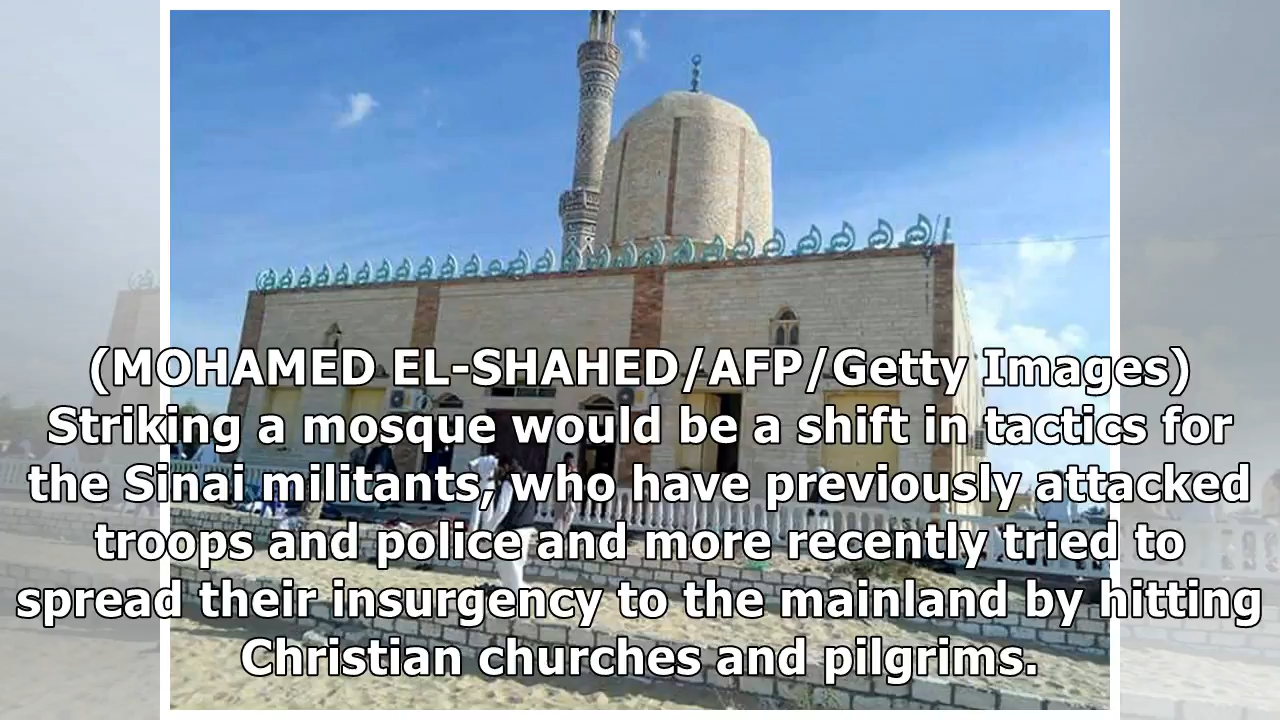 (MOHAMED EL-SHAHED/AFP/Getty Images)
Striking a mosque would be a shift in tactics for
the Sinai militants, who have previously attacked
troops and police and more recently tried to
spread their insurgency to the mainland by hitting
Christian churches and pilgrims.